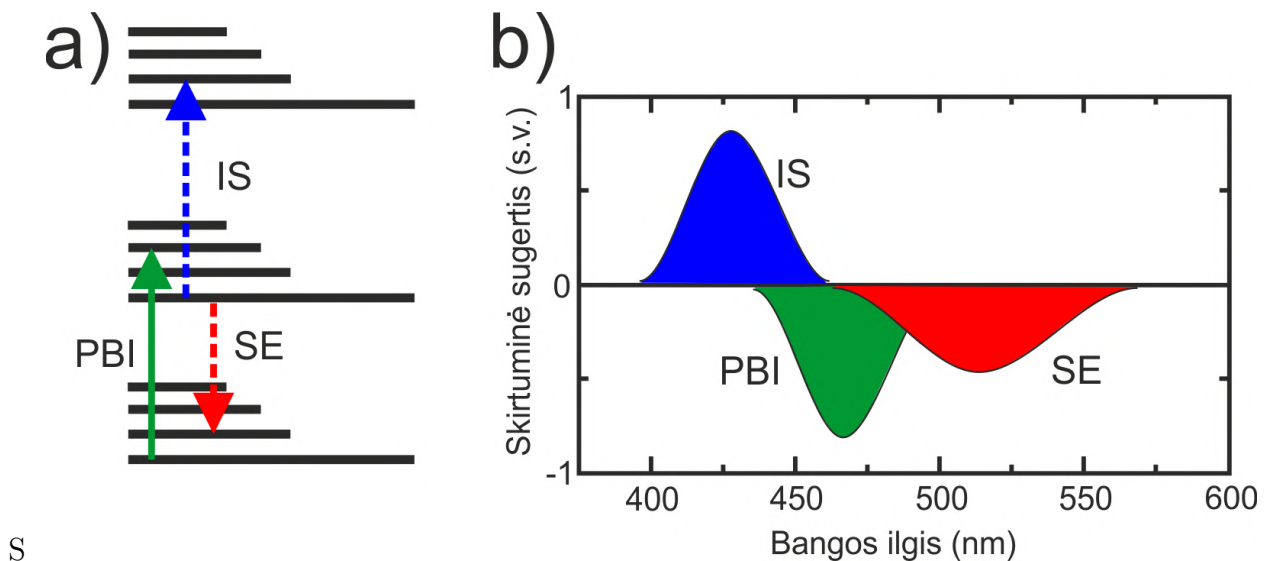 a)
IS
PBI
SE
b)
Skirtuminė sugertis (s.v.)
1
0
-1
IS
PBI
SE
400 450 500 550 600
Bangos ilgis (nm)
S